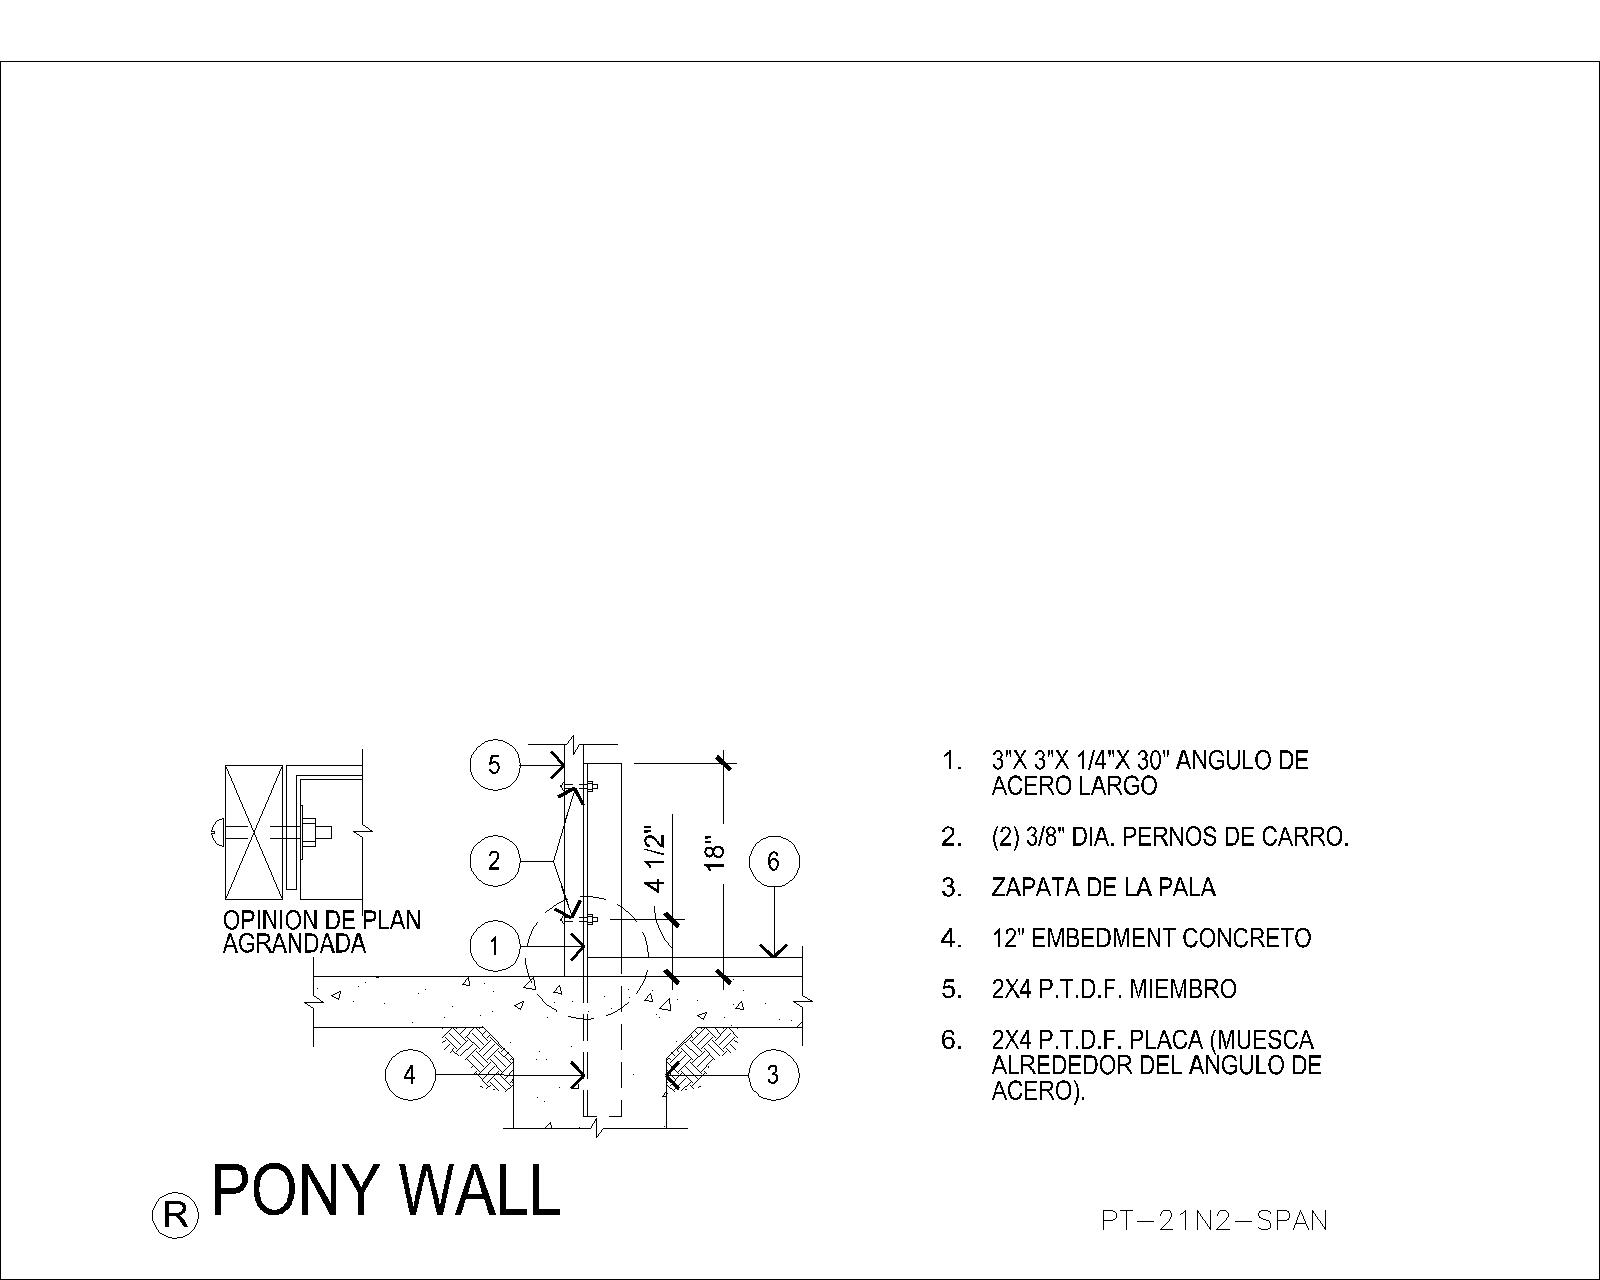 5
2
1
4
4 1/2"
18"
6
3
OPINION DE PLAN
AGRANDADA
1. 3"X 3"X 1/4"X 30" ANGULO DE
ACERO LARGO
2. (2) 3/8" DIA. PERNOS DE CARRO.
3. ZAPATA DE LA PALA
4. 12" EMBEDMENT CONCRETO
5. 2X4 P.T.D.F. MIEMBRO
6. 2X4 P.T.D.F. PLACA (MUESCA
ALREDEDOR DEL ANGULO DE
ACERO).
R PONY WALL
PT-21N2-SPAN